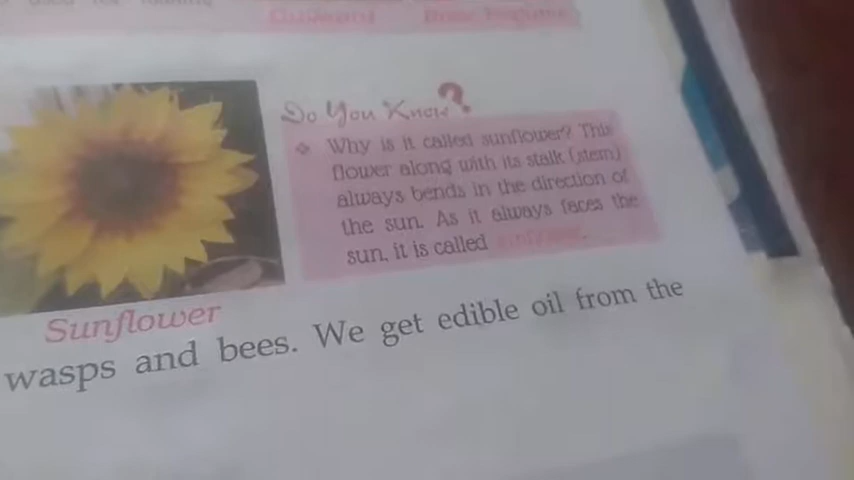 Do You Know?
Why is it called sunflower? This
flower along with its stalk (stem)
always bends in the direction of
the sun. As it always faces the
sun, it is called sunflower.
Sunflower
wasps and bees. We get edible oil from the